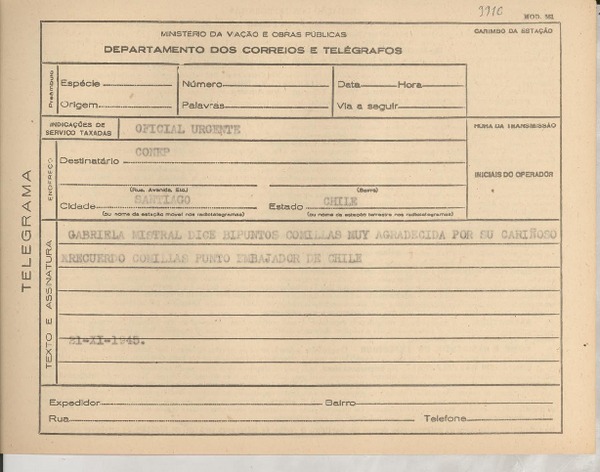 3910
MOD. 561
MINISTERIO DA VIAÇÃO E OBRAS PÚBLICAS
CARIMBO DA ESTAÇÃO
DEPARTAMENTO DOS CORREIOS E TELÉGRAFOS
Preâmbulo
Espécie Número Data Hora
Origem Palavras Via a seguir
INDICAÇÕES DE SERVIÇO TAXADAS
OFICIAL URGENTE
HORA DA TRANSMISSÃO
ENDEREÇO
Destinatário CONEP
INICIAIS DO OPERADOR
(Rua, Avenida, Etc.) (Bairro)
Cidade SANTIAGO Estado CHILE
(ou nome da estação móvel nos radiotelegramas) (ou nome da estação terrestre nos radiotelegramas)
TELEGRAMA
TEXTO E ASSINATURA
GABRIELA MISTRAL DICE BIPUNTOS COMILLAS MUY AGRADECIDA POR SU CARIÑOSO
RECUERDO COMILLAS PUNTO EMBAJADOR DE CHILE
21-XI-1945.
Expedidor Bairro
Rua Telefone